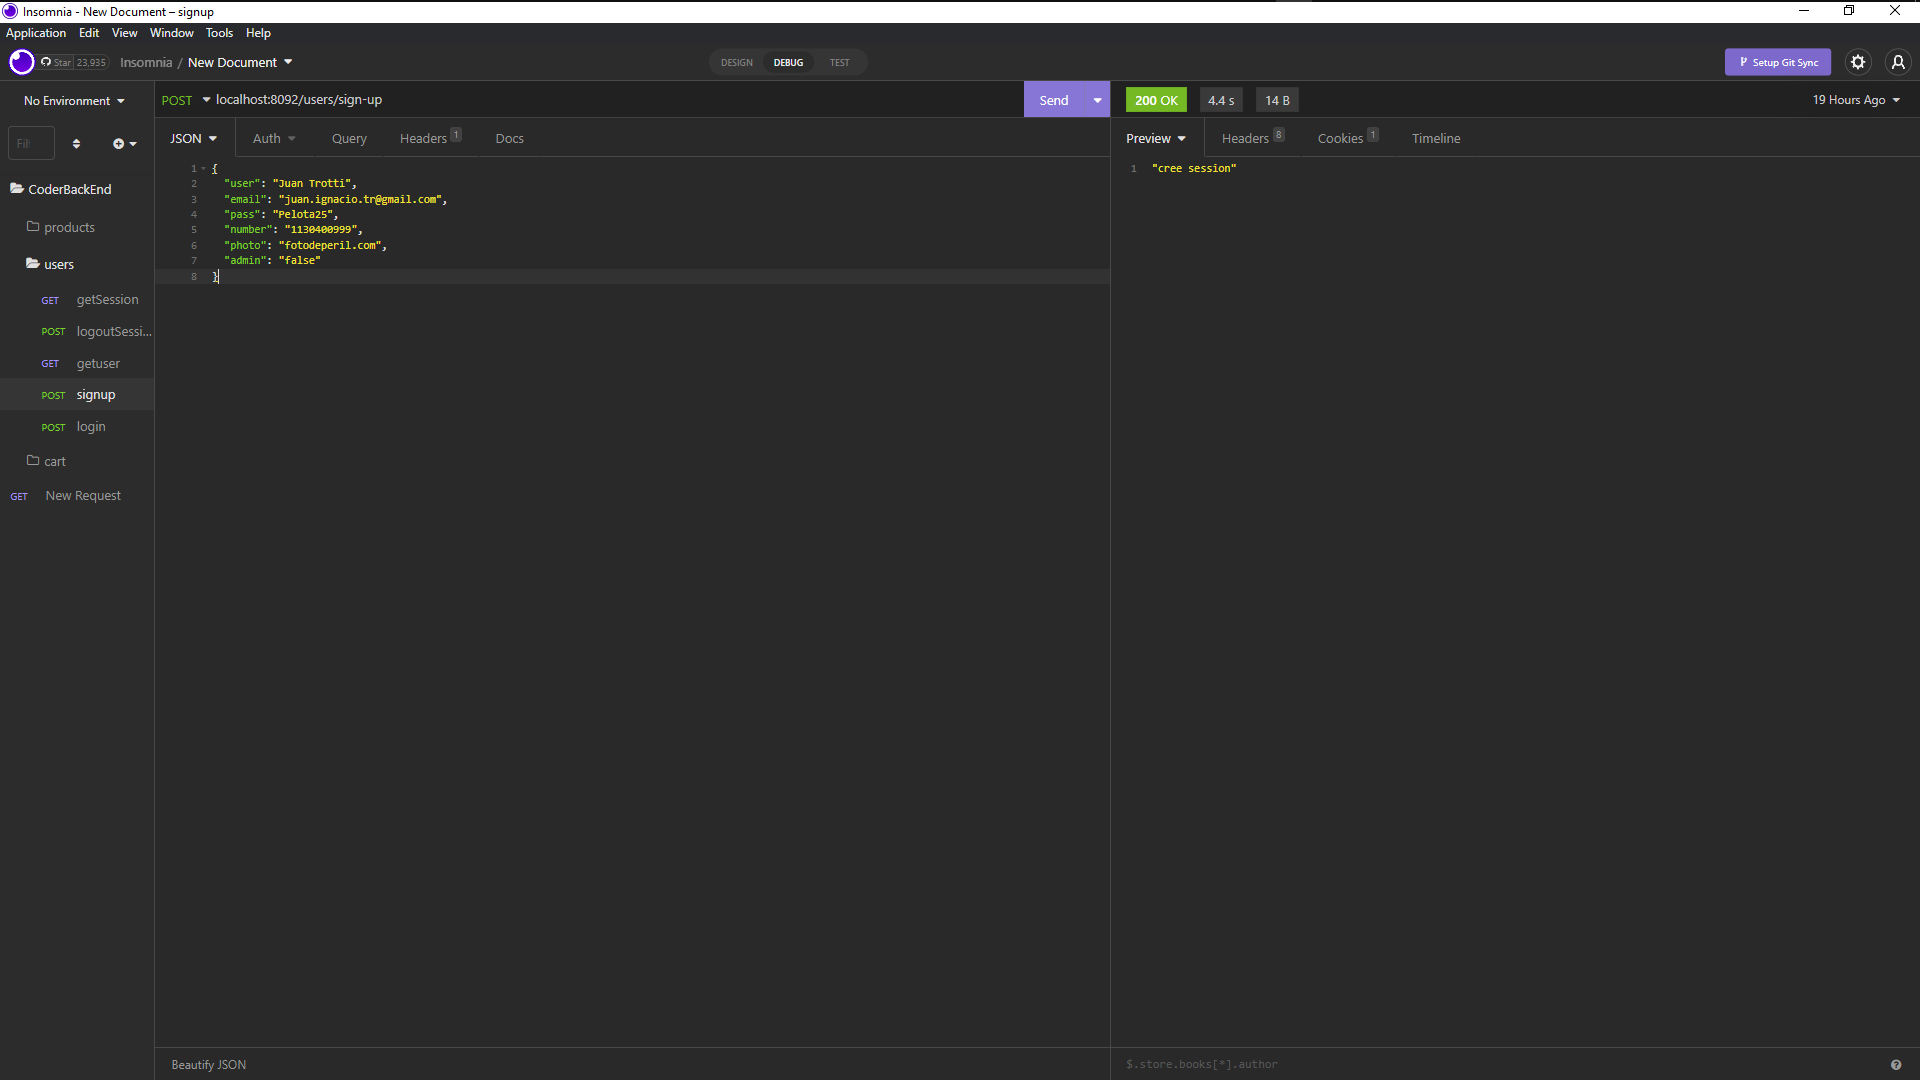 Insomnia - New Document – signup
Application Edit View Window Tools Help
Star 23,935 Insomnia / New Document DESIGN DEBUG TEST Setup Git Sync
No Environment
POST localhost:8092/users/sign-up Send
200 OK 4.4 s 14 B 19 Hours Ago
JSON Auth Query Headers 1 Docs
Preview Headers 8 Cookies 1 Timeline
Filt
CoderBackEnd
products
users
GET getSession
POST logoutSessi...
GET getuser
POST signup
POST login
cart
GET New Request
1 {
2 "user": "Juan Trotti",
3 "email": "juan.ignacio.tr@gmail.com",
4 "pass": "Pelota25",
5 "number": "1130400999",
6 "photo": "fotodeperil.com",
7 "admin": "false"
8 }
1 "cree session"
Beautify JSON
$.store.books[*].author